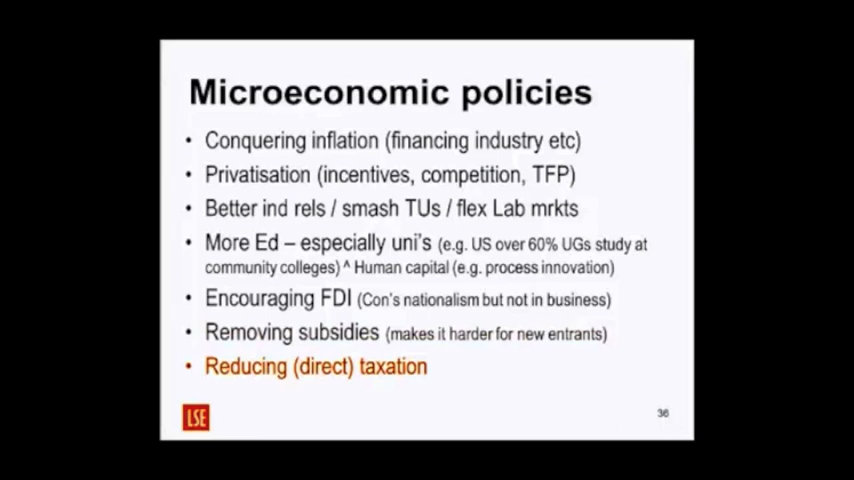 Microeconomic policies
• Conquering inflation (financing industry etc)
• Privatisation (incentives, competition, TFP)
• Better ind rels / smash TUs / flex Lab mrkts
• More Ed – especially uni's (e.g. US over 60% UGs study at
community colleges) ^ Human capital (e.g. process innovation)
• Encouraging FDI (Con's nationalism but not in business)
• Removing subsidies (makes it harder for new entrants)
• Reducing (direct) taxation
LSE
36